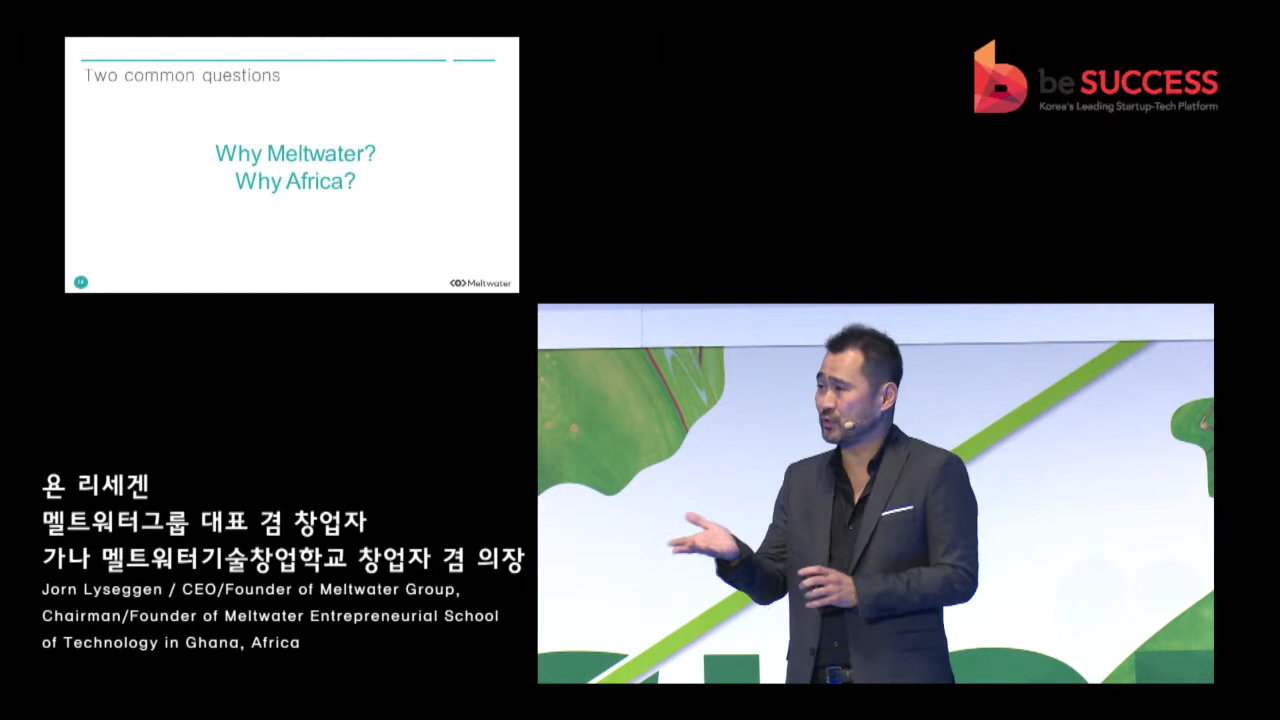 Two common questions
Why Meltwater?
Why Africa?
Meltwater
be SUCCESS
Korea's Leading Startup-Tech Platform
욘 리세겐
멜트워터그룹 대표 겸 창업자
가나 멜트워터기술창업학교 창업자 겸 의장
Jorn Lyseggen / CEO/Founder of Meltwater Group,
Chairman/Founder of Meltwater Entrepreneurial School
of Technology in Ghana, Africa